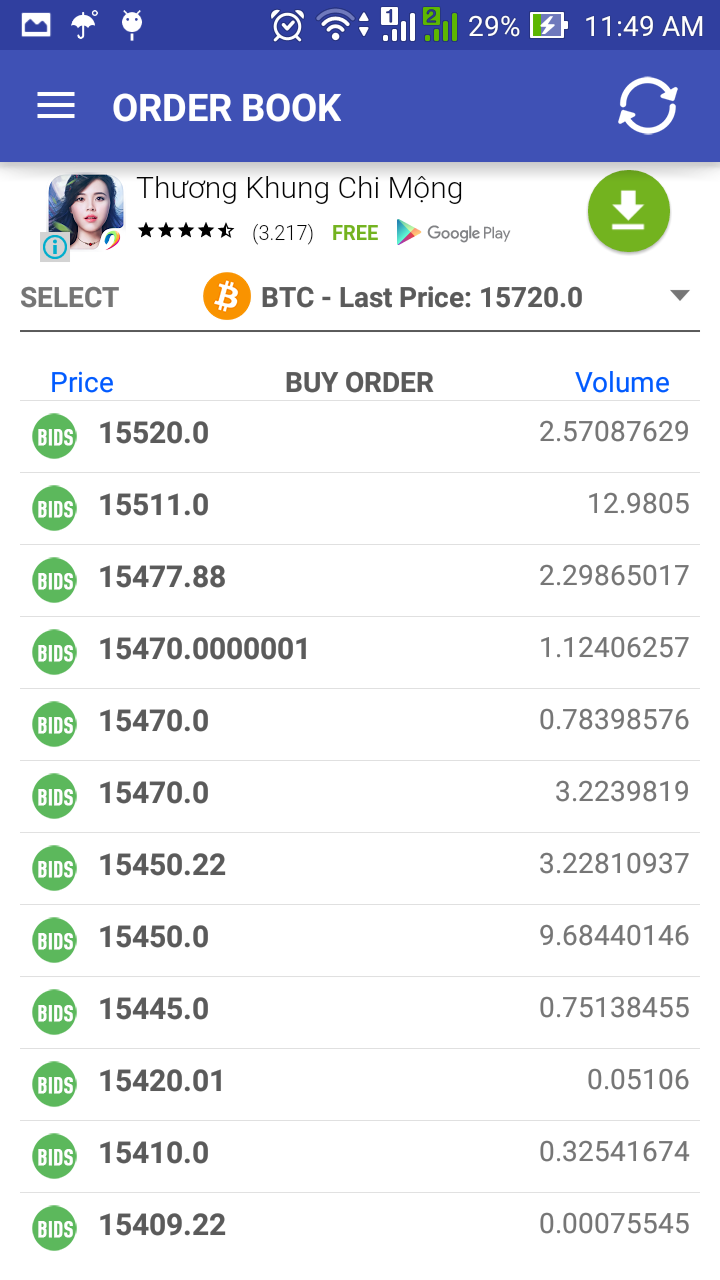 1 2 29% 11:49 AM
ORDER BOOK
Thương Khung Chi Mộng
(3.217) FREE Google Play
SELECT BTC - Last Price: 15720.0
Price BUY ORDER Volume
BIDS 15520.0 2.57087629
BIDS 15511.0 12.9805
BIDS 15477.88 2.29865017
BIDS 15470.0000001 1.12406257
BIDS 15470.0 0.78398576
BIDS 15470.0 3.2239819
BIDS 15450.22 3.22810937
BIDS 15450.0 9.68440146
BIDS 15445.0 0.75138455
BIDS 15420.01 0.05106
BIDS 15410.0 0.32541674
BIDS 15409.22 0.00075545